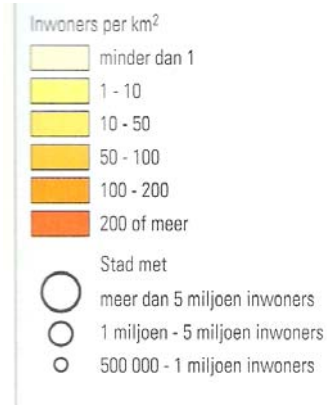 Inwoners per km²
minder dan 1
1 - 10
10 - 50
50 - 100
100 - 200
200 of meer
Stad met
meer dan 5 miljoen inwoners
1 miljoen - 5 miljoen inwoners
500 000 - 1 miljoen inwoners